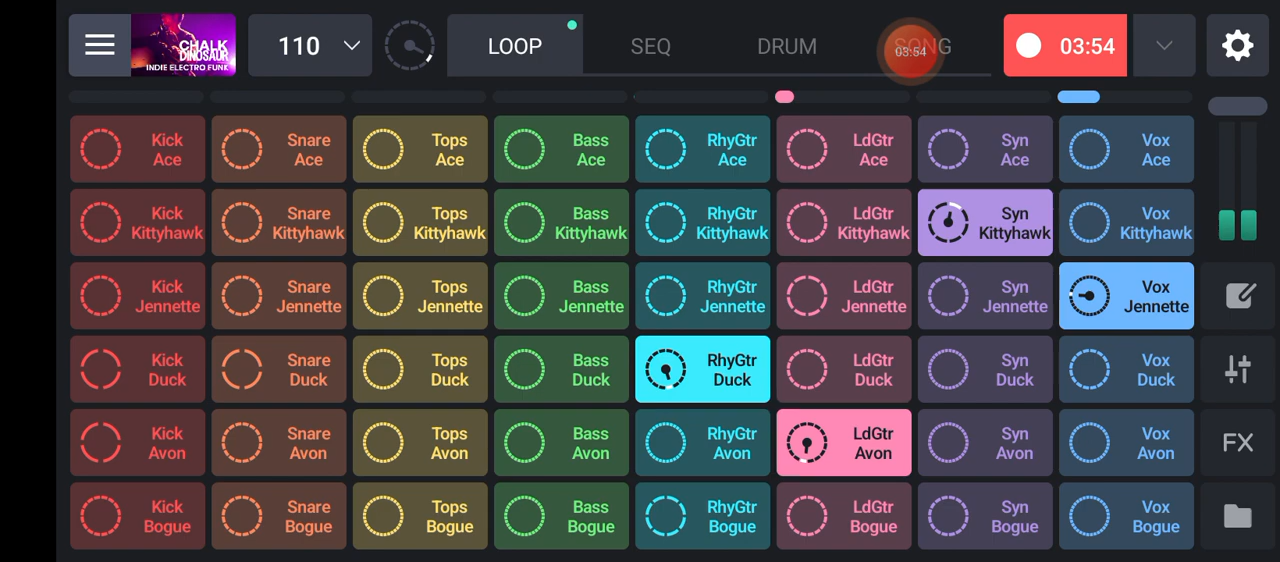 CHALK
DINOSAUR
INDIE ELECTRO FUNK
110
LOOP
SEQ
DRUM
SONG
03:54
03:54
Kick Ace
Snare Ace
Tops Ace
Bass Ace
RhyGtr Ace
LdGtr Ace
Syn Ace
Vox Ace
Kick Kittyhawk
Snare Kittyhawk
Tops Kittyhawk
Bass Kittyhawk
RhyGtr Kittyhawk
LdGtr Kittyhawk
Syn Kittyhawk
Vox Kittyhawk
Kick Jennette
Snare Jennette
Tops Jennette
Bass Jennette
RhyGtr Jennette
LdGtr Jennette
Syn Jennette
Vox Jennette
Kick Duck
Snare Duck
Tops Duck
Bass Duck
RhyGtr Duck
LdGtr Duck
Syn Duck
Vox Duck
Kick Avon
Snare Avon
Tops Avon
Bass Avon
RhyGtr Avon
LdGtr Avon
Syn Avon
Vox Avon
FX
Kick Bogue
Snare Bogue
Tops Bogue
Bass Bogue
RhyGtr Bogue
LdGtr Bogue
Syn Bogue
Vox Bogue